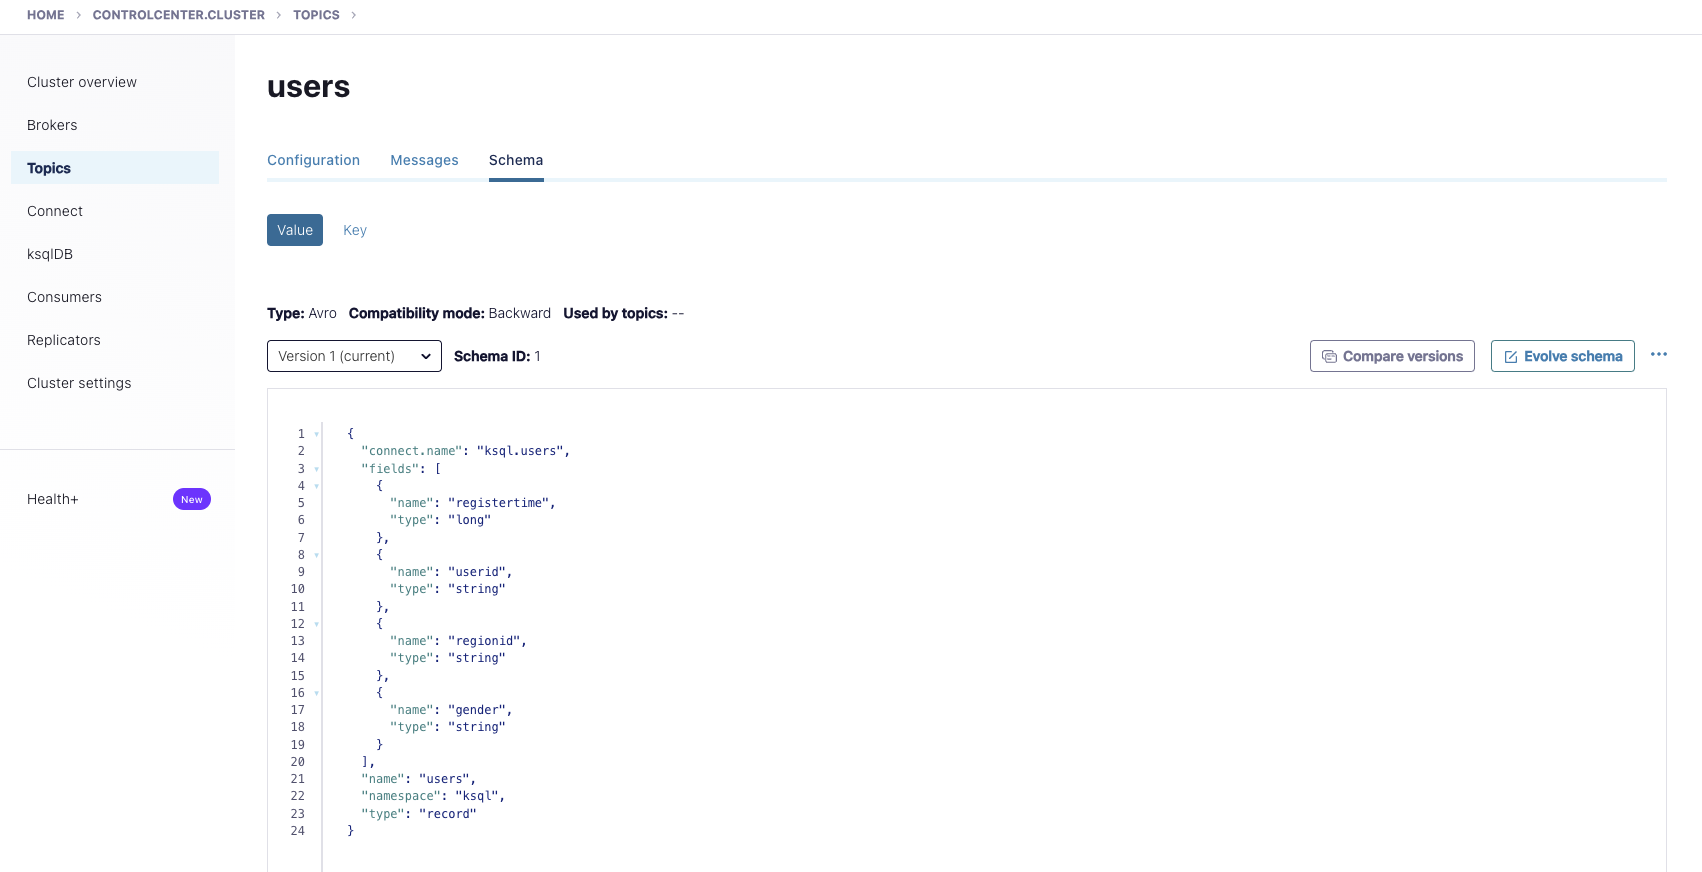 HOME > CONTROLCENTER.CLUSTER > TOPICS >
Cluster overview
Brokers
Topics
Connect
ksqlDB
Consumers
Replicators
Cluster settings
Health+ New
users
Configuration Messages Schema
Value Key
Type: Avro Compatibility mode: Backward Used by topics: --
Version 1 (current) Schema ID: 1 Compare versions Evolve schema ...
1 {
2 "connect.name": "ksql.users",
3 "fields": [
4 {
5 "name": "registertime",
6 "type": "long"
7 },
8 {
9 "name": "userid",
10 "type": "string"
11 },
12 {
13 "name": "regionid",
14 "type": "string"
15 },
16 {
17 "name": "gender",
18 "type": "string"
19 }
20 ],
21 "name": "users",
22 "namespace": "ksql",
23 "type": "record"
24 }